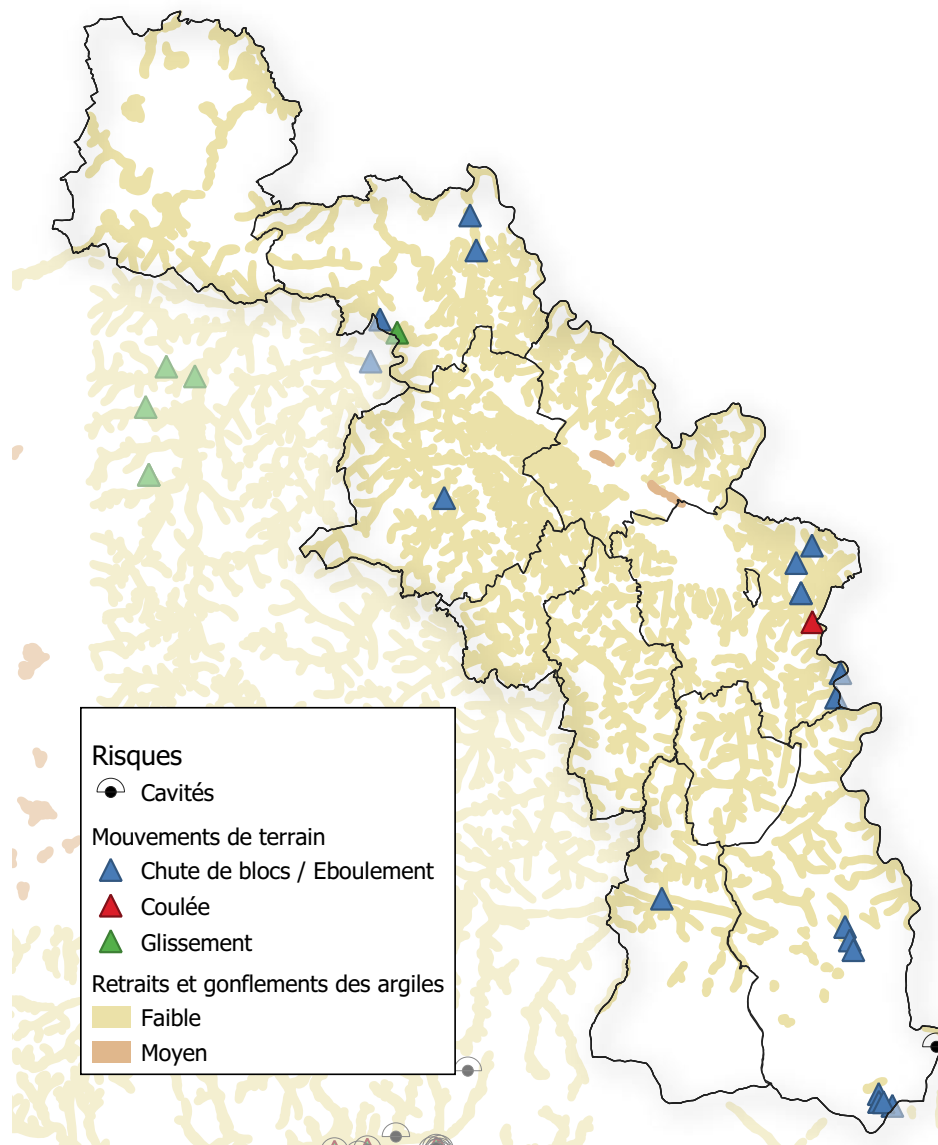 Risques
Cavités
Mouvements de terrain
Chute de blocs / Eboulement
Coulée
Glissement
Retraits et gonflements des argiles
Faible
Moyen